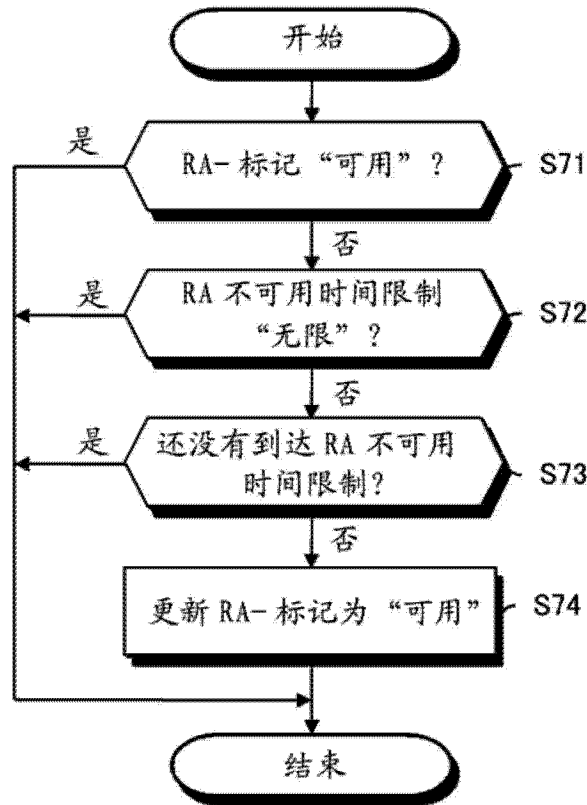 开始
是
RA-标记“可用”？
S71
否
是
RA 不可用时间限制
“无限”？
S72
否
是
还没有到达RA 不可用
时间限制?
S73
否
更新 RA-标记为“可用”
S74
结束